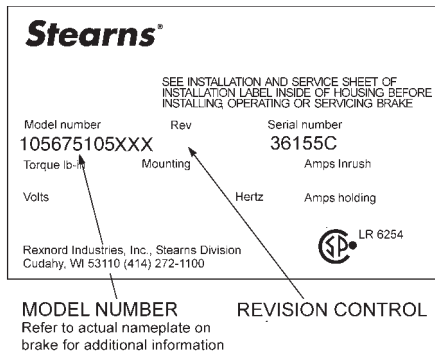 Stearns®
SEE INSTALLATION AND SERVICE SHEET OF
INSTALLATION LABEL INSIDE OF HOUSING BEFORE
INSTALLING, OPERATING OR SERVICING BRAKE
Model number Rev Serial number
105675105XXX 36155C
Torque lb-ft Mounting Amps Inrush
Volts Hertz Amps holding
Rexnord Industries, Inc., Stearns Division
Cudahy, WI 53110 (414) 272-1100
SP® LR 6254
MODEL NUMBER REVISION CONTROL
Refer to actual nameplate on
brake for additional information